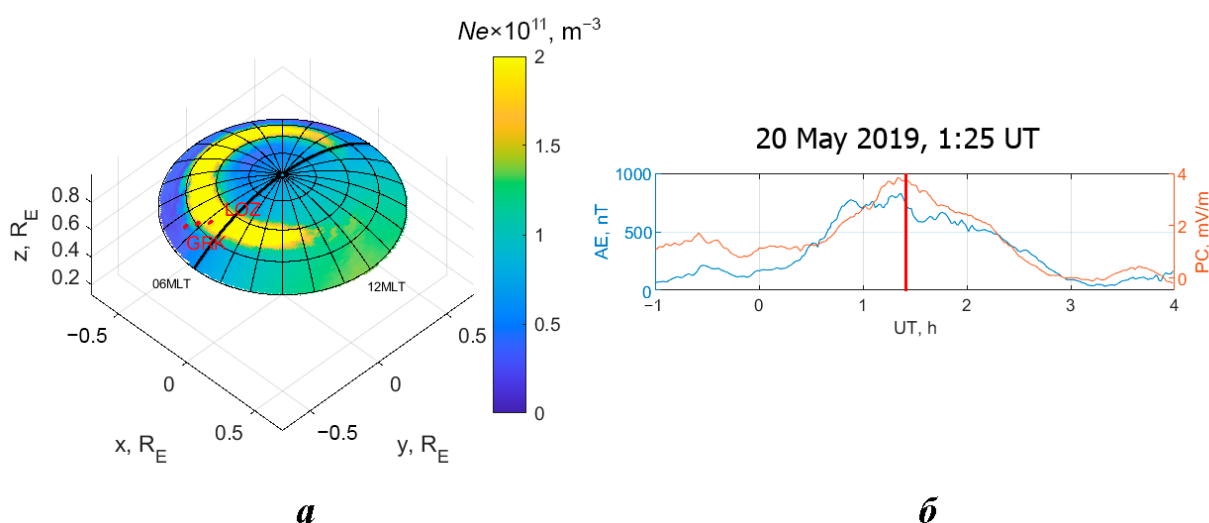 Ne×10¹¹, m⁻³
2
1.5
1
0.5
0
0.8
0.6
0.4
0.2
z, R_E
LOZ
GRK
06MLT
12MLT
−0.5
0
0.5
x, R_E
−0.5
0
0.5
y, R_E
а
20 May 2019, 1:25 UT
1000
500
0
AE, nT
4
2
0
PC, mV/m
−1 0 1 2 3 4
UT, h
б